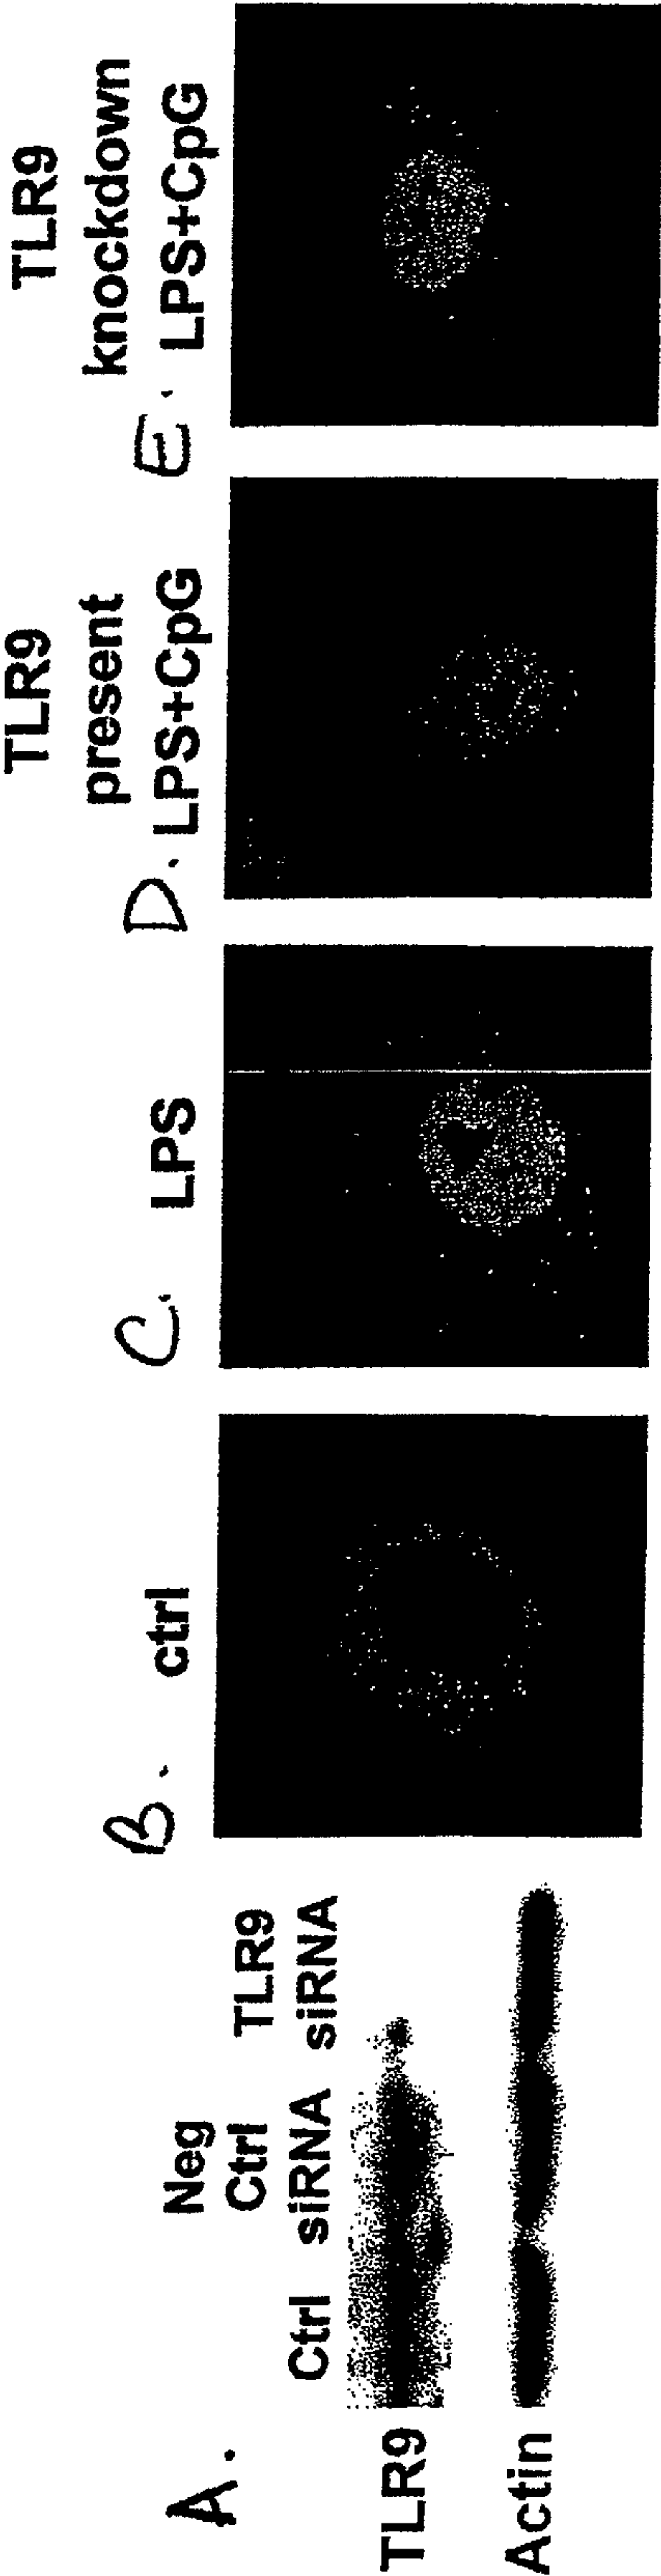 A.
Ctrl
Neg
Ctrl
siRNA
TLR9
siRNA
TLR9
Actin
B. ctrl
C. LPS
TLR9
present
D. LPS+CpG
TLR9
knockdown
E. LPS+CpG